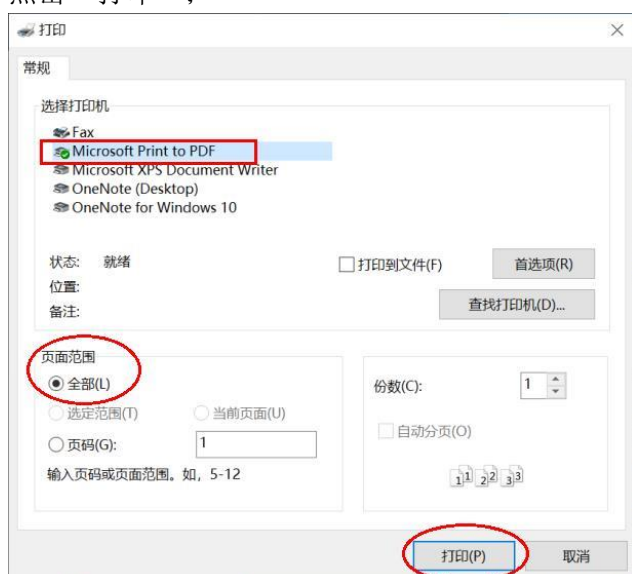 打印
常规
选择打印机
Fax
Microsoft Print to PDF
Microsoft XPS Document Writer
OneNote (Desktop)
OneNote for Windows 10
状态: 就绪
打印到文件(F)
首选项(R)
位置:
备注:
查找打印机(D)...
页面范围
全部(L)
选定范围(T) 当前页面(U)
页码(G): 1
输入页码或页面范围。如, 5-12
份数(C): 1
自动分页(O)
11 22 33
打印(P) 取消